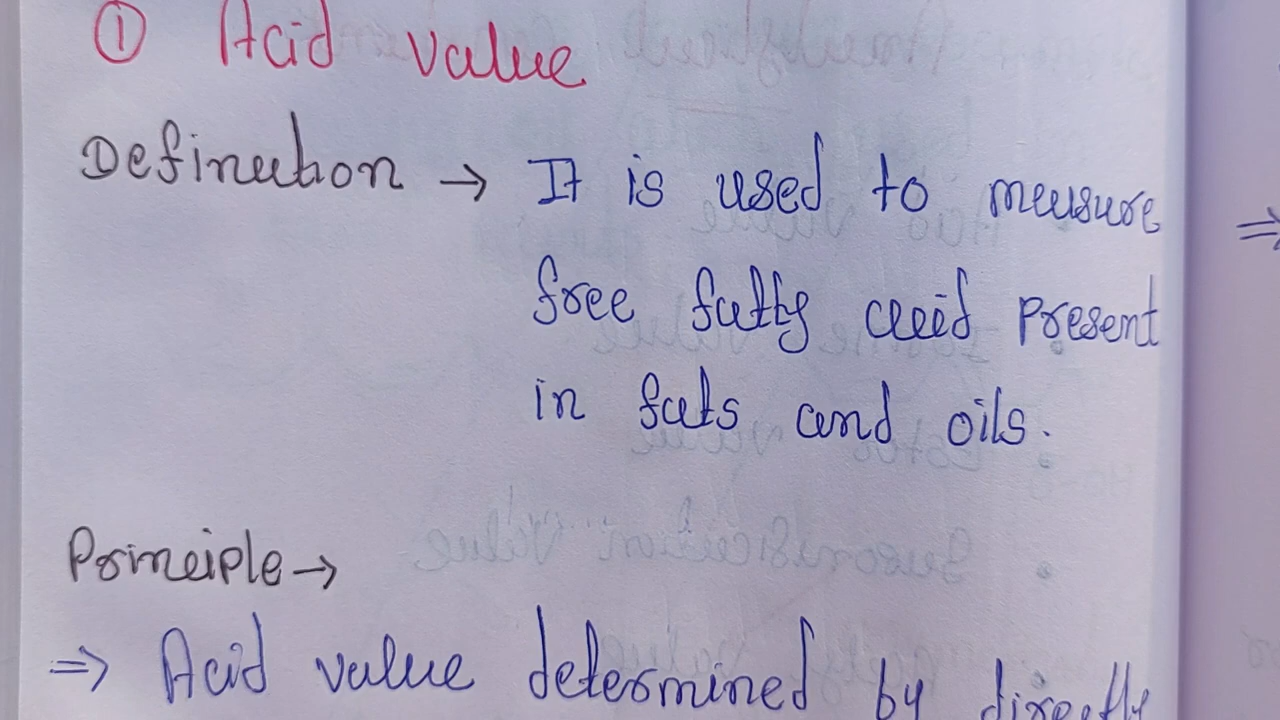 ① Acid value
Definition → It is used to measure
free fatty acid present
in fats and oils.
Principle →
⇒ Acid value determined by directly
⇒